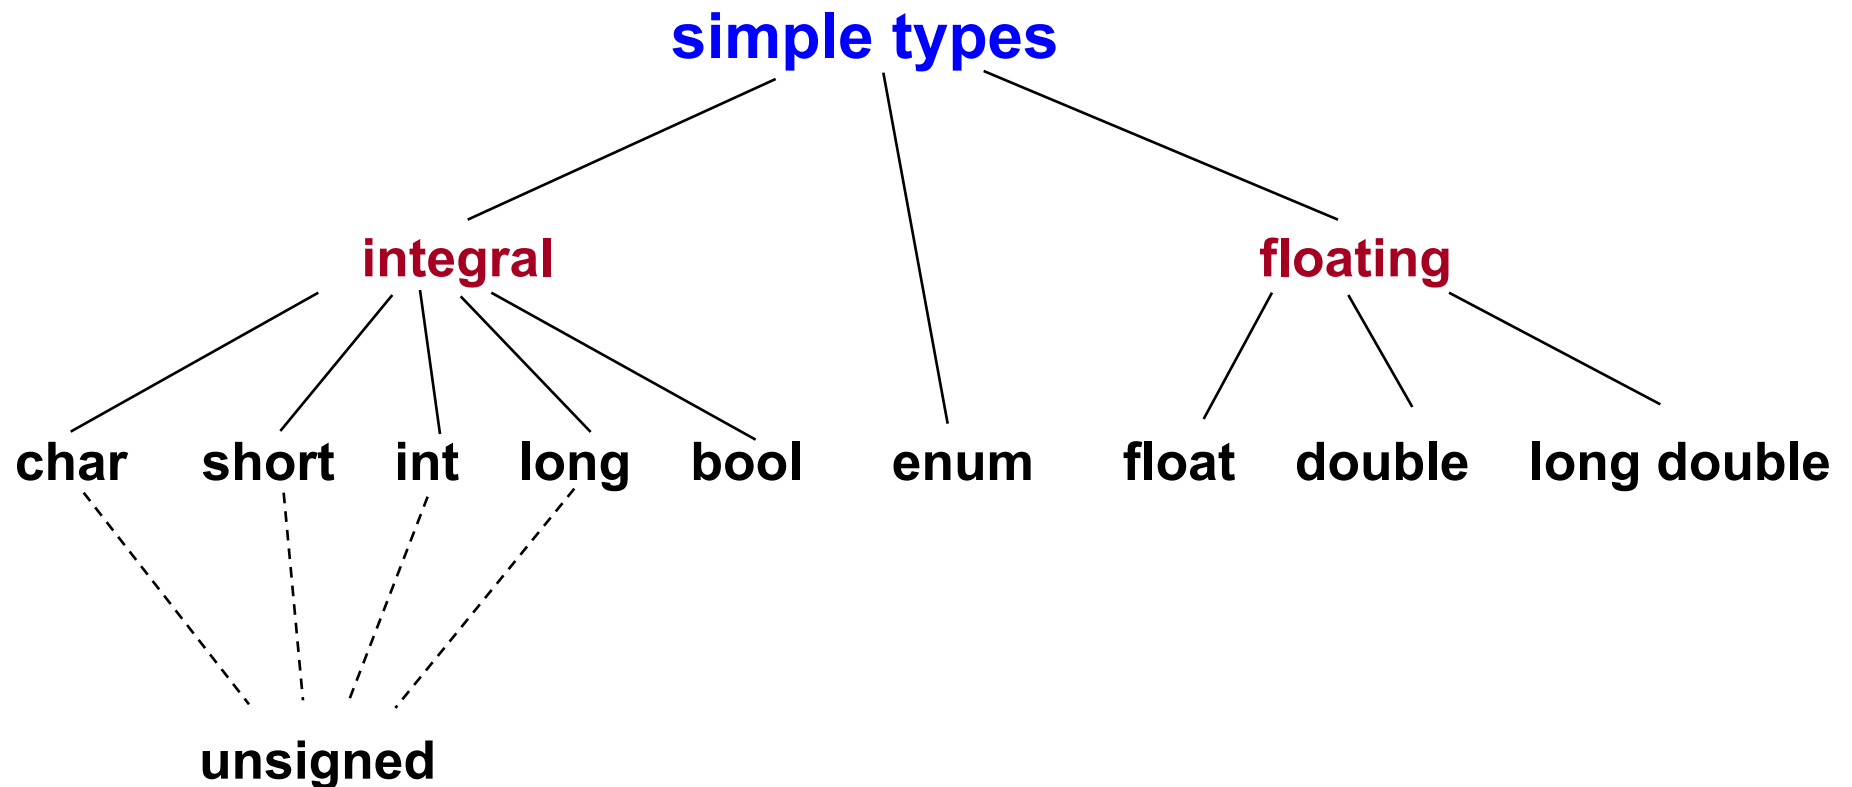 simple types
integral floating
char short int long bool enum float double long double
unsigned